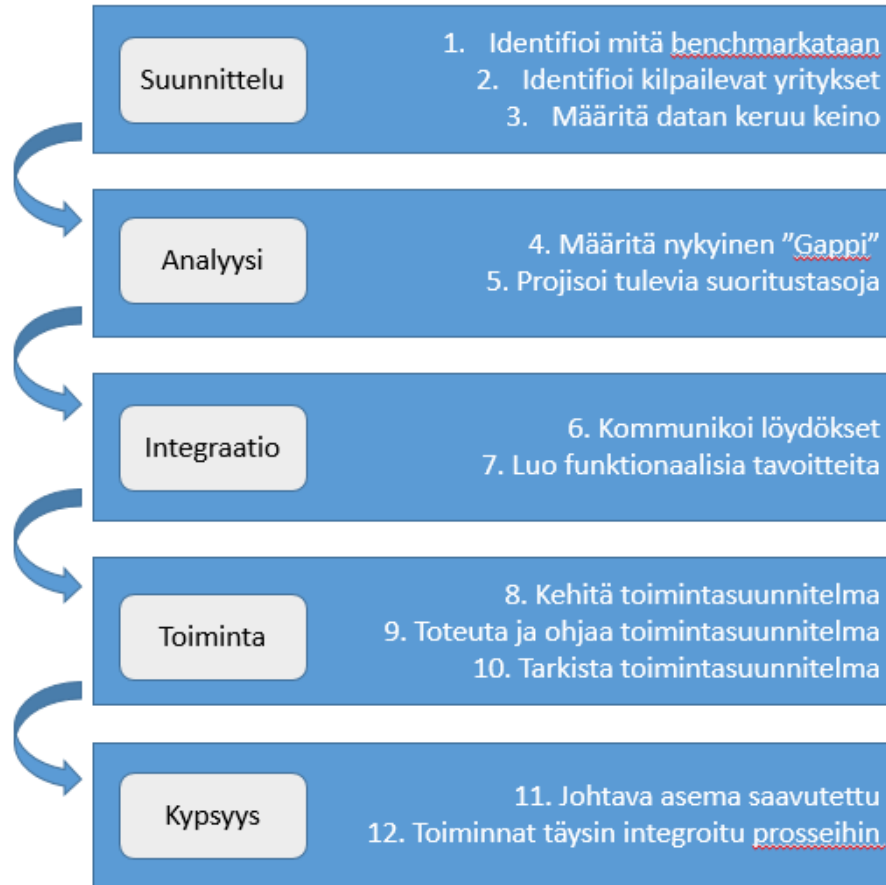 Suunnittelu
1. Identifioi mitä benchmarkataan
2. Identifioi kilpailevat yritykset
3. Määritä datan keruu keino
Analyysi
4. Määritä nykyinen ”Gappi”
5. Projisoi tulevia suoritustasoja
Integraatio
6. Kommunikoi löydökset
7. Luo funktionaalisia tavoitteita
Toiminta
8. Kehitä toimintasuunnitelma
9. Toteuta ja ohjaa toimintasuunnitelma
10. Tarkista toimintasuunnitelma
Kypsyys
11. Johtava asema saavutettu
12. Toiminnat täysin integroitu prosseihin